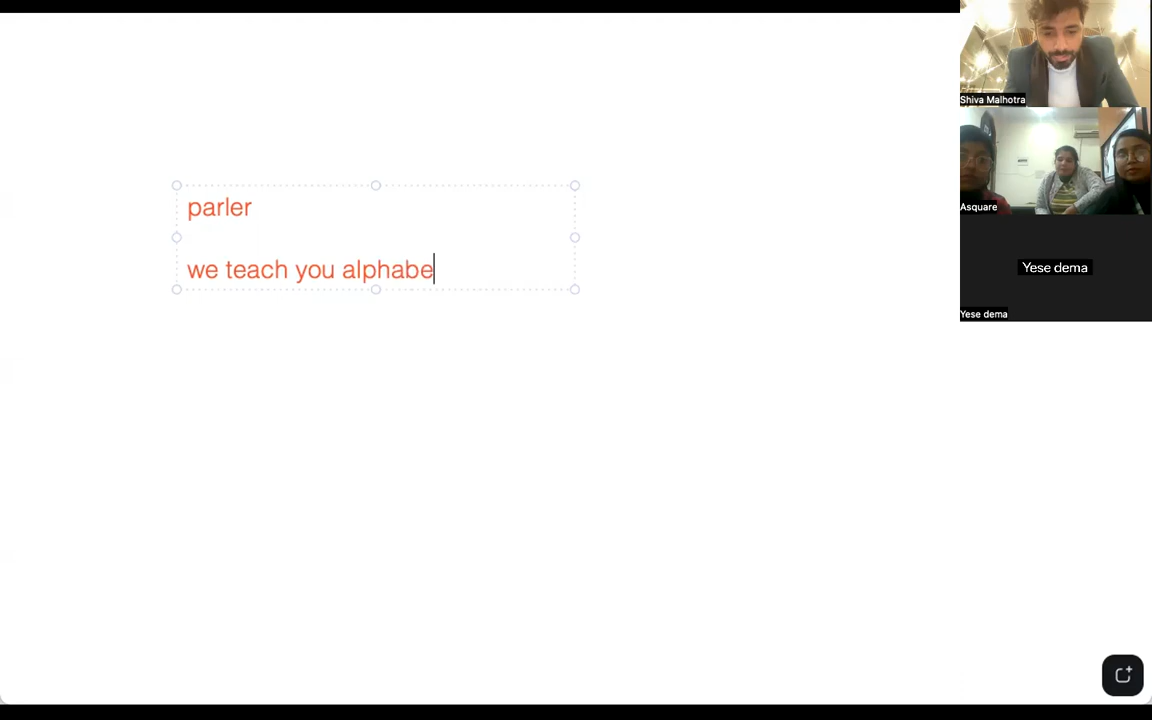 parler
we teach you alphabe
Shiva Malhotra
Asquare
Yese dema
Yese dema